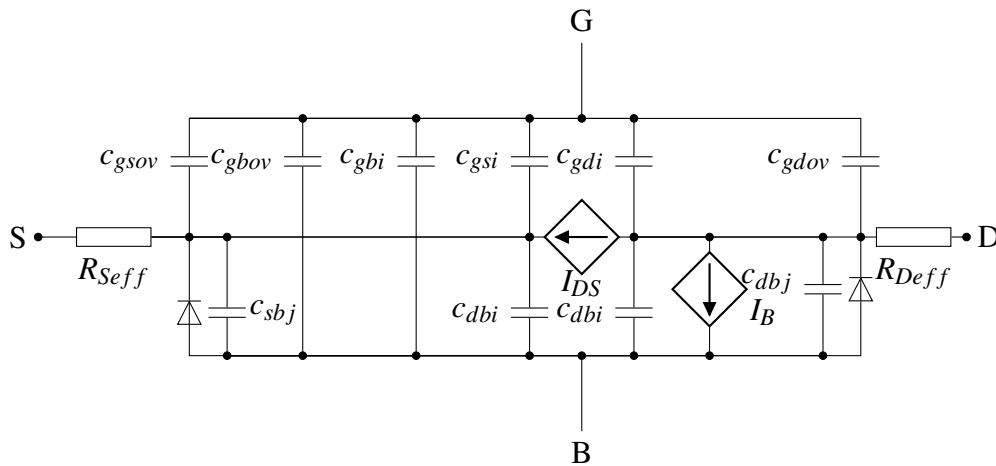 G
c_gsov c_gbov c_gbi c_gsi c_gdi c_gdov
S D
R_Seff I_DS c_dbj R_Deff
c_sbj c_dbi c_dbi I_B
B